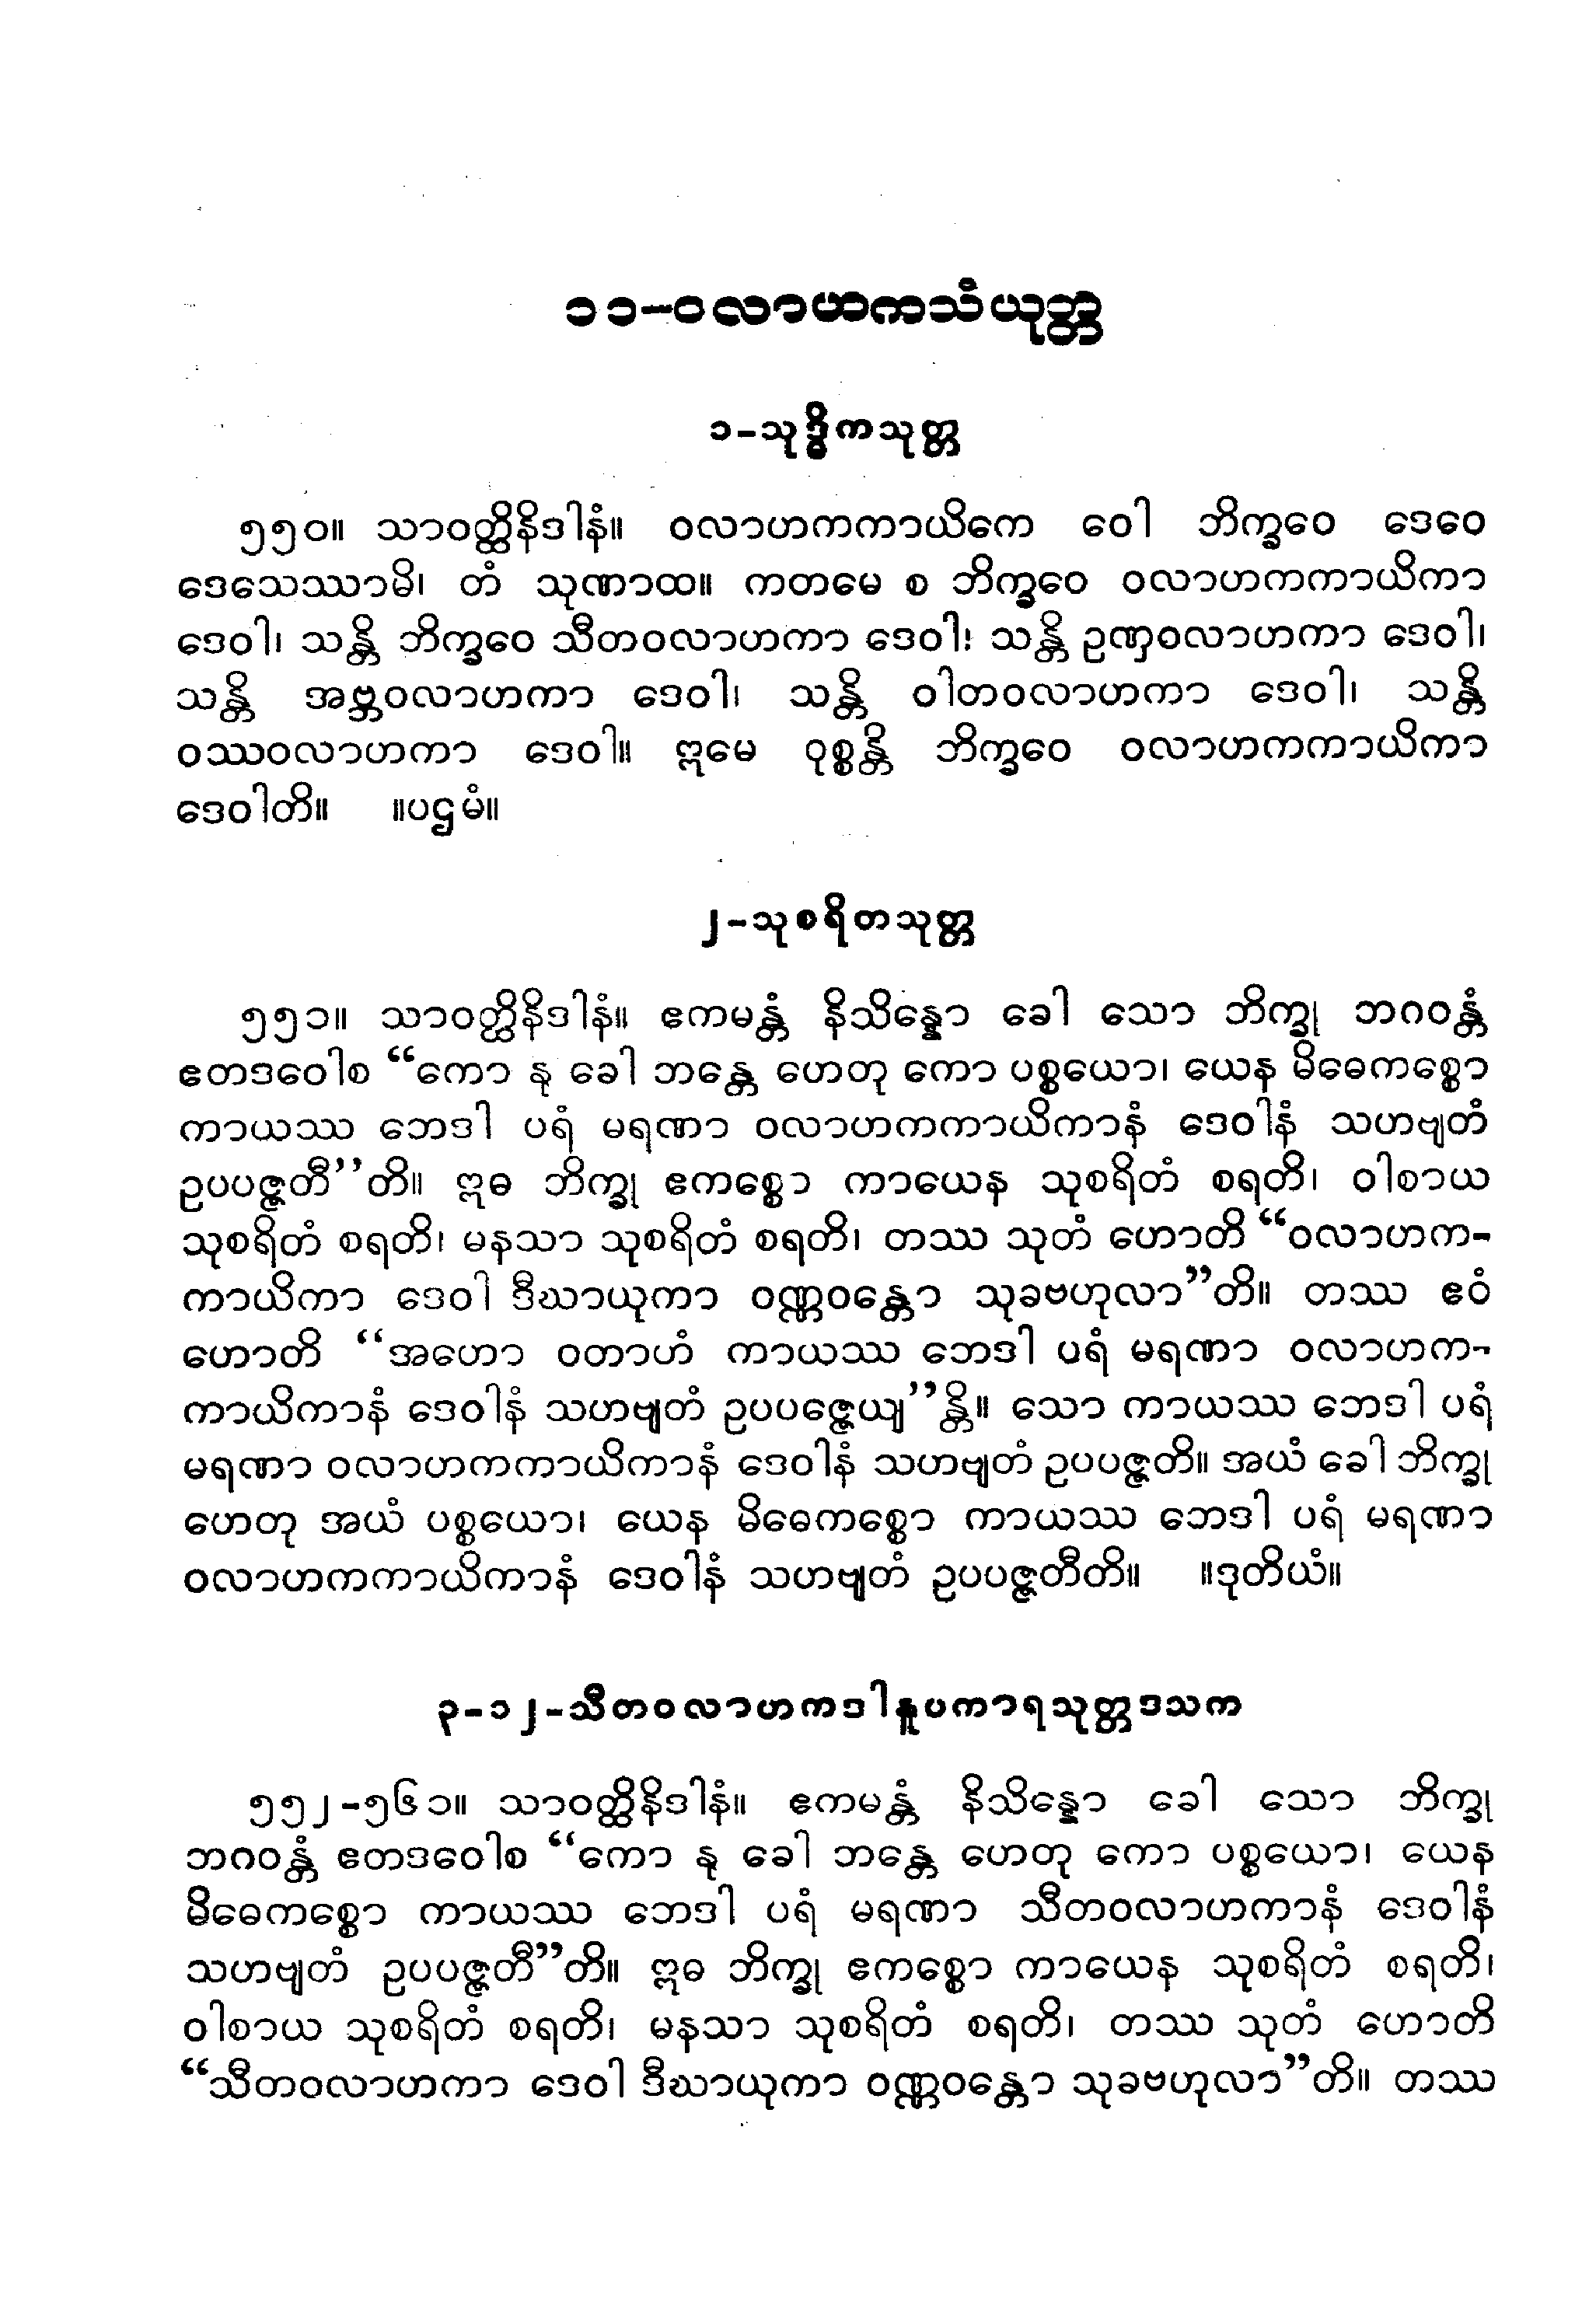 ၁၁-ဝလာဟကသံယုတ္တ
၁-သုဒ္ဓိကသုတ္တ
၅၅၀။ သာဝတ္ထိနိဒါနံ။ ဝလာဟကကာယိကေ ဝေါ ဘိက္ခဝေ ဒေဝေ
ဒေသေဿာမိ၊ တံ သုဏာထ။ ကတမေ စ ဘိက္ခဝေ ဝလာဟကကာယိကာ
ဒေဝါ၊ သန္တိ ဘိက္ခဝေ သီတဝလာဟကာ ဒေဝါ၊ သန္တိ ဥဏှဝလာဟကာ ဒေဝါ၊
သန္တိ အဗ္ဘဝလာဟကာ ဒေဝါ၊ သန္တိ ဝါတဝလာဟကာ ဒေဝါ၊ သန္တိ
ဝဿဝလာဟကာ ဒေဝါ။ ဣမေ ဝုစ္စန္တိ ဘိက္ခဝေ ဝလာဟကကာယိကာ
ဒေဝါတိ။ ။ပဌမံ။
၂-သုစရိတသုတ္တ
၅၅၁။ သာဝတ္ထိနိဒါနံ။ ဧကမန္တံ နိသိန္နော ခေါ သော ဘိက္ခု ဘဂဝန္တံ
ဧတဒဝေါစ “ကော နု ခေါ ဘန္တေ ဟေတု ကော ပစ္စယော၊ ယေန မိဓေကစ္စော
ကာယဿ ဘေဒါ ပရံ မရဏာ ဝလာဟကကာယိကာနံ ဒေဝါနံ သဟဗျတံ
ဥပပဇ္ဇတီ”တိ။ ဣဓ ဘိက္ခု ဧကစ္စော ကာယေန သုစရိတံ စရတိ၊ ဝါစာယ
သုစရိတံ စရတိ၊ မနသာ သုစရိတံ စရတိ၊ တဿ သုတံ ဟောတိ “ဝလာဟက-
ကာယိကာ ဒေဝါ ဒီဃာယုကာ ဝဏ္ဏဝန္တော သုခဗဟုလာ”တိ။ တဿ ဧဝံ
ဟောတိ “အဟော ဝတာဟံ ကာယဿ ဘေဒါ ပရံ မရဏာ ဝလာဟက-
ကာယိကာနံ ဒေဝါနံ သဟဗျတံ ဥပပဇ္ဇေယျ”န္တိ။ သော ကာယဿ ဘေဒါ ပရံ
မရဏာ ဝလာဟကကာယိကာနံ ဒေဝါနံ သဟဗျတံ ဥပပဇ္ဇတိ။ အယံ ခေါ ဘိက္ခု
ဟေတု အယံ ပစ္စယော၊ ယေန မိဓေကစ္စော ကာယဿ ဘေဒါ ပရံ မရဏာ
ဝလာဟကကာယိကာနံ ဒေဝါနံ သဟဗျတံ ဥပပဇ္ဇတီတိ။ ။ဒုတိယံ။
၃-၁၂-သီတဝလာဟကဒါနူပကာရသုတ္တဒသက
၅၅၂-၅၆၁။ သာဝတ္ထိနိဒါနံ။ ဧကမန္တံ နိသိန္နော ခေါ သော ဘိက္ခု
ဘဂဝန္တံ ဧတဒဝေါစ “ကော နု ခေါ ဘန္တေ ဟေတု ကော ပစ္စယော၊ ယေန
မိဓေကစ္စော ကာယဿ ဘေဒါ ပရံ မရဏာ သီတဝလာဟကာနံ ဒေဝါနံ
သဟဗျတံ ဥပပဇ္ဇတီ”တိ။ ဣဓ ဘိက္ခု ဧကစ္စော ကာယေန သုစရိတံ စရတိ၊
ဝါစာယ သုစရိတံ စရတိ၊ မနသာ သုစရိတံ စရတိ၊ တဿ သုတံ ဟောတိ
“သီတဝလာဟကာ ဒေဝါ ဒီဃာယုကာ ဝဏ္ဏဝန္တော သုခဗဟုလာ”တိ။ တဿ